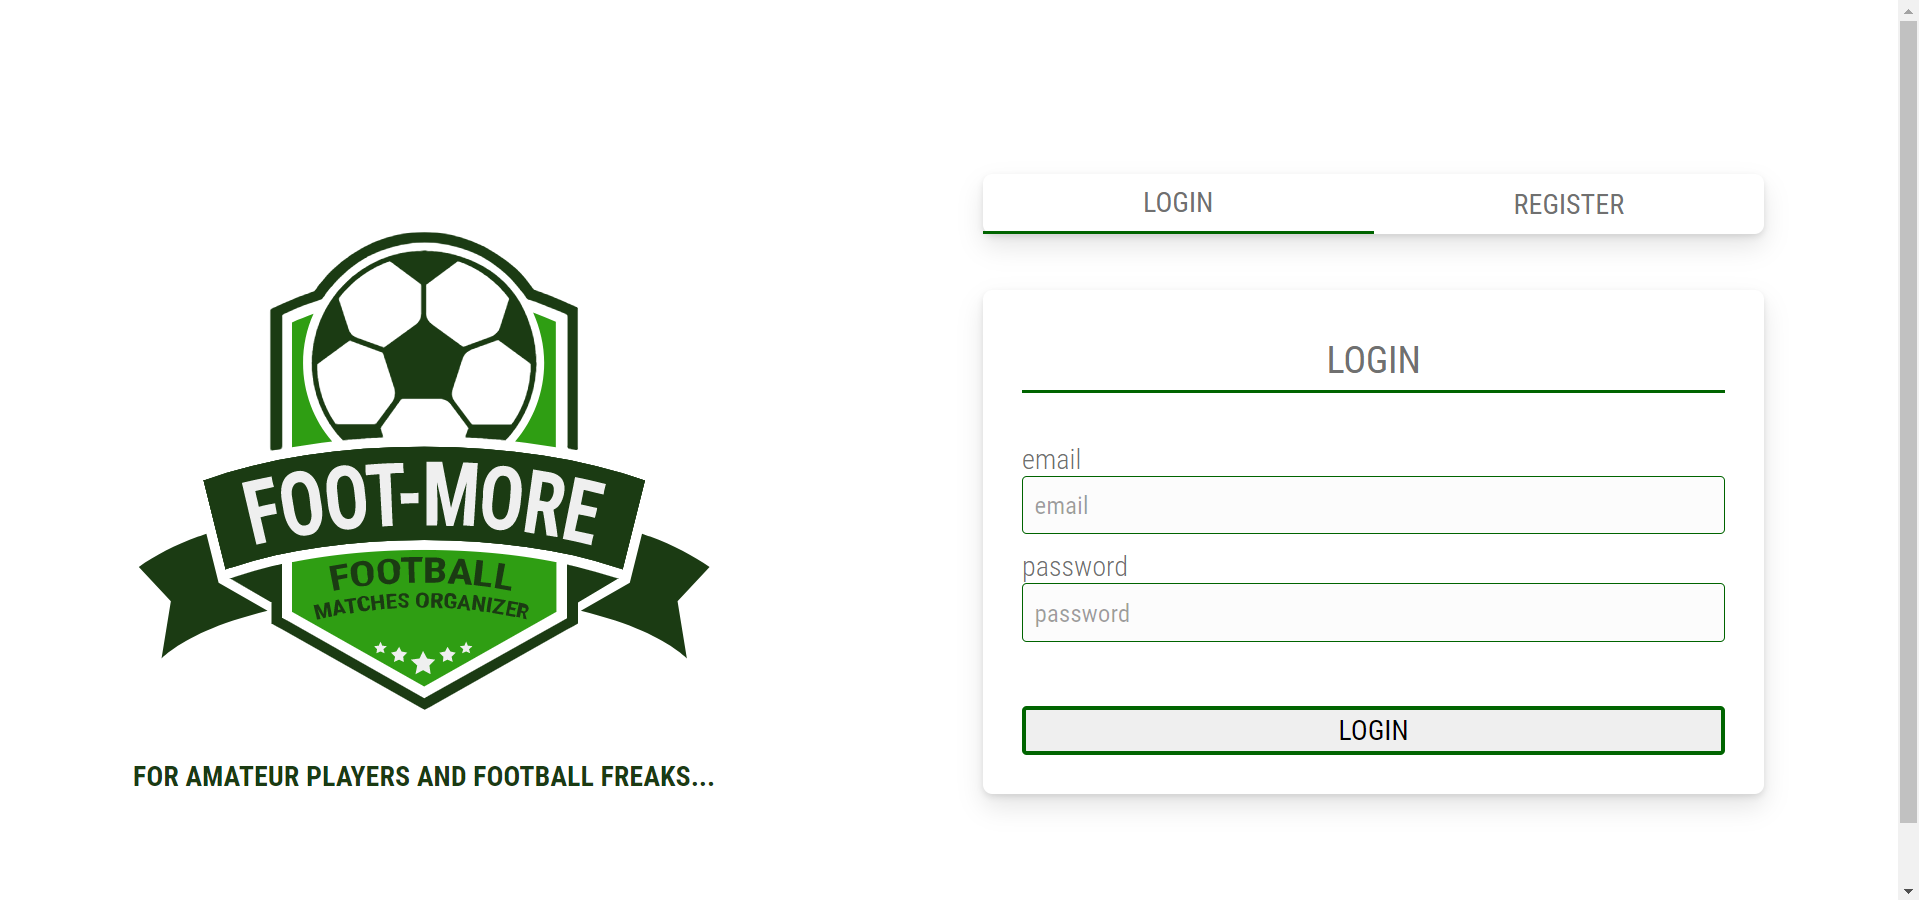 FOOT-MORE
FOOTBALL
MATCHES ORGANIZER
FOR AMATEUR PLAYERS AND FOOTBALL FREAKS...
LOGIN
REGISTER
LOGIN
email
email
password
password
LOGIN